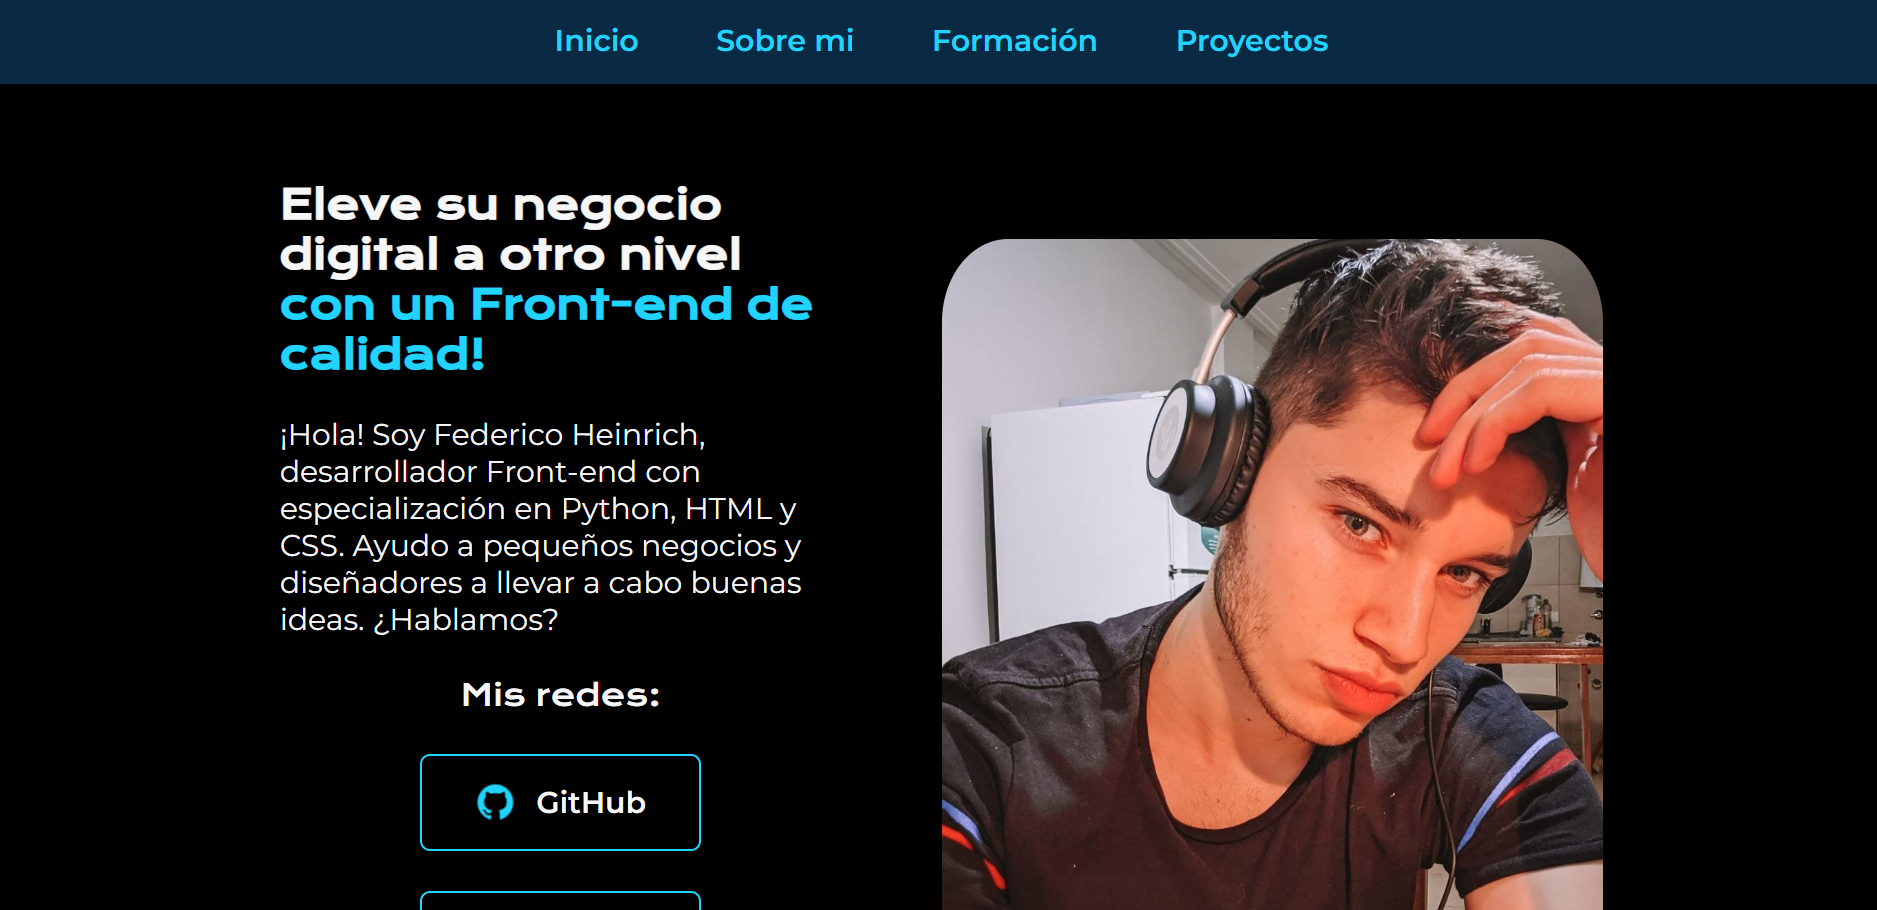 Inicio Sobre mi Formación Proyectos
Eleve su negocio
digital a otro nivel
con un Front-end de
calidad!
¡Hola! Soy Federico Heinrich,
desarrollador Front-end con
especialización en Python, HTML y
CSS. Ayudo a pequeños negocios y
diseñadores a llevar a cabo buenas
ideas. ¿Hablamos?
Mis redes:
GitHub